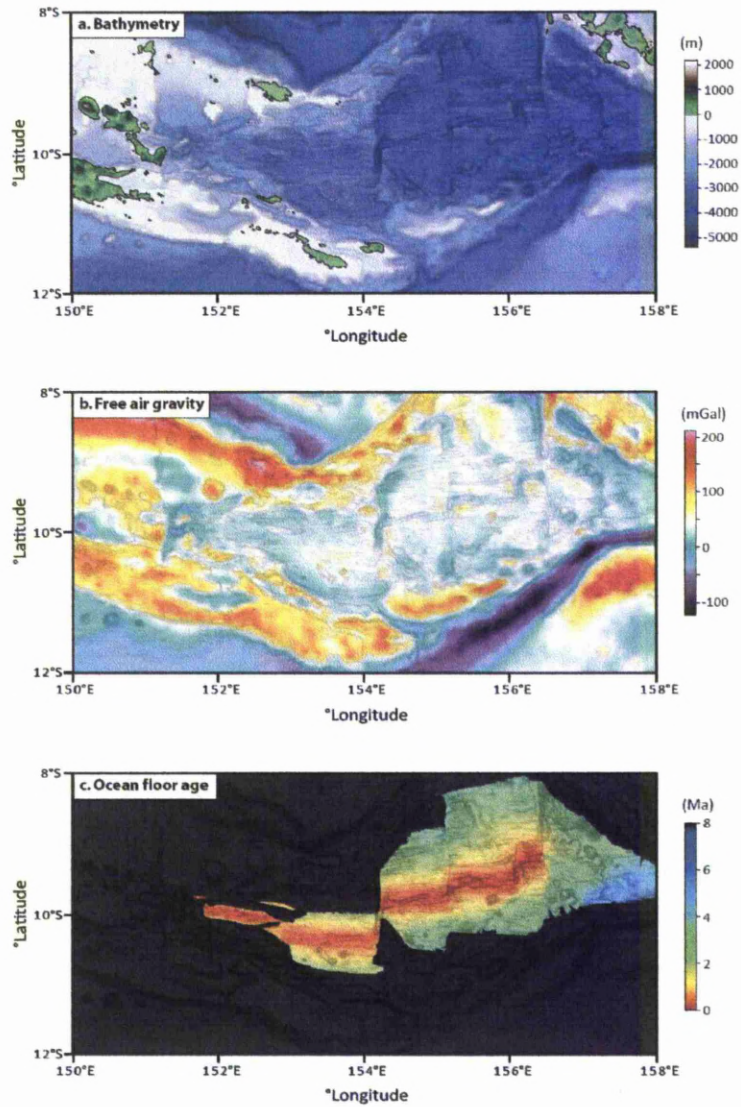 a. Bathymetry
8°S
10°S
12°S
°Latitude
150°E 152°E 154°E 156°E 158°E
°Longitude
(m)
2000
1000
0
-1000
-2000
-3000
-4000
-5000
b. Free air gravity
8°S
10°S
12°S
°Latitude
150°E 152°E 154°E 156°E 158°E
°Longitude
(mGal)
200
100
0
-100
c. Ocean floor age
8°S
10°S
12°S
°Latitude
150°E 152°E 154°E 156°E 158°E
°Longitude
(Ma)
8
6
4
2
0